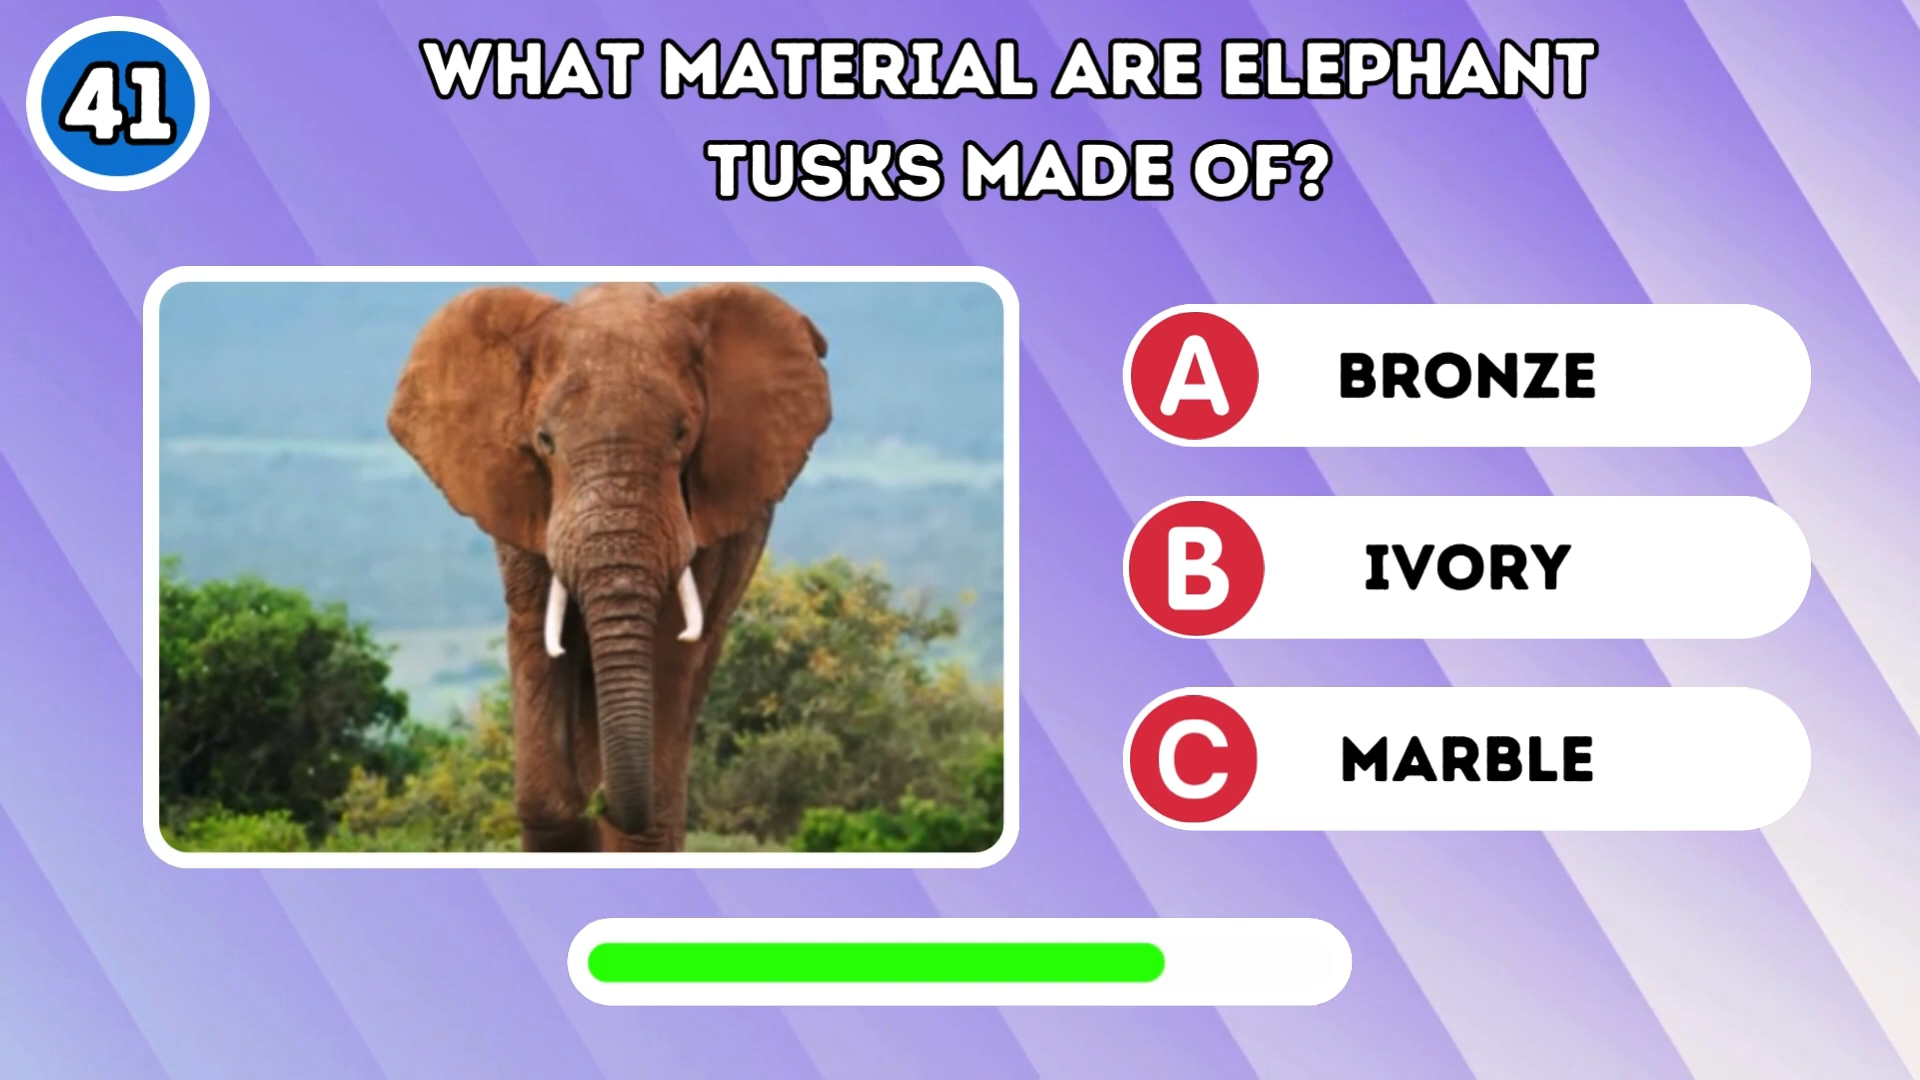 41
WHAT MATERIAL ARE ELEPHANT
TUSKS MADE OF?
A BRONZE
B IVORY
C MARBLE